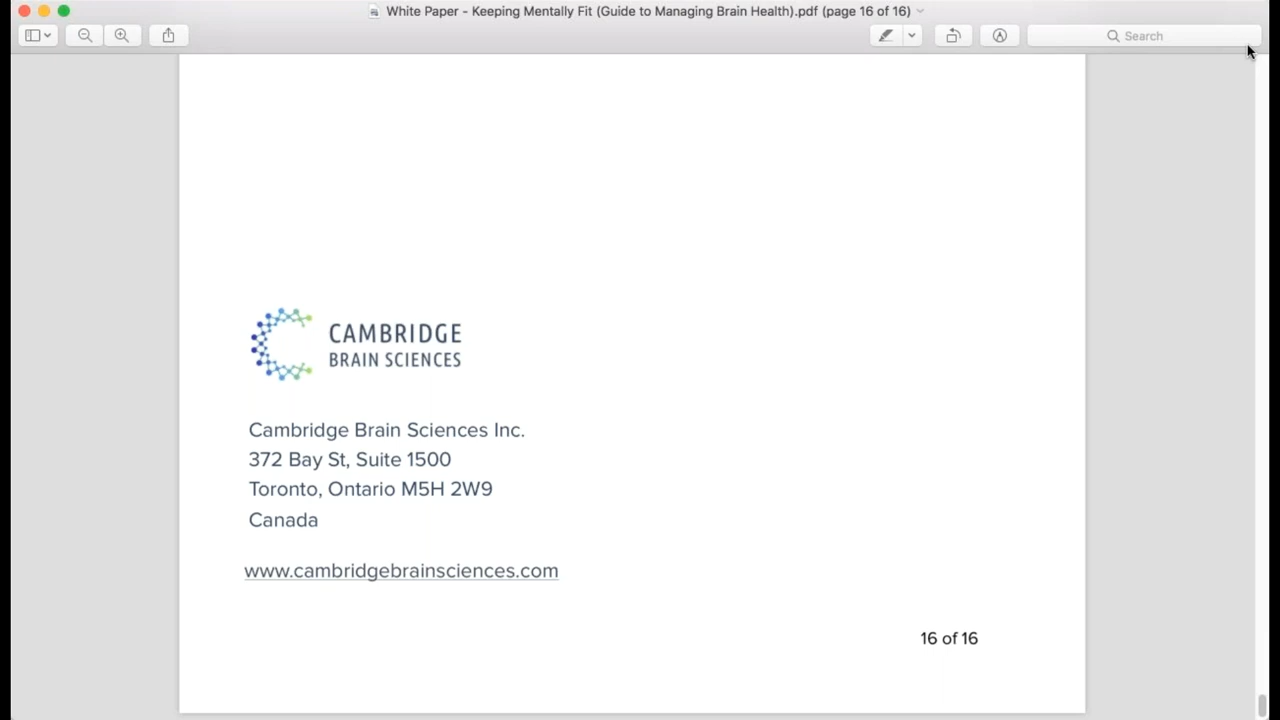 White Paper - Keeping Mentally Fit (Guide to Managing Brain Health).pdf (page 16 of 16)
Search
CAMBRIDGE
BRAIN SCIENCES
Cambridge Brain Sciences Inc.
372 Bay St, Suite 1500
Toronto, Ontario M5H 2W9
Canada
www.cambridgebrainsciences.com
16 of 16